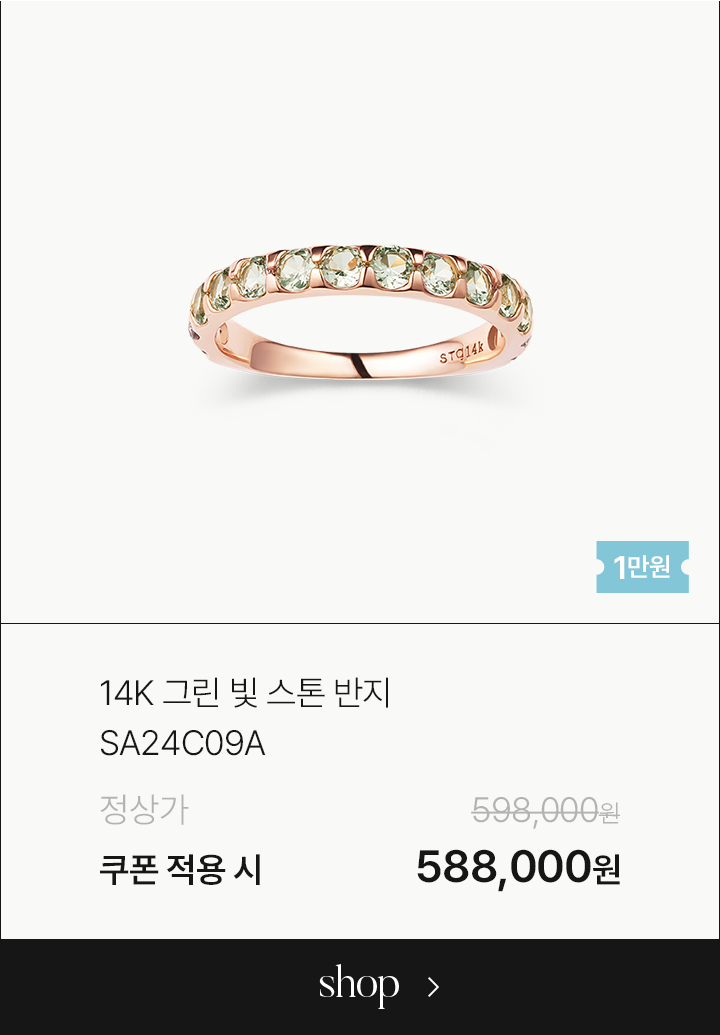 STG14k
1만원
14K 그린 빛 스톤 반지
SA24C09A
정상가 598,000원
쿠폰 적용 시 588,000원
shop >